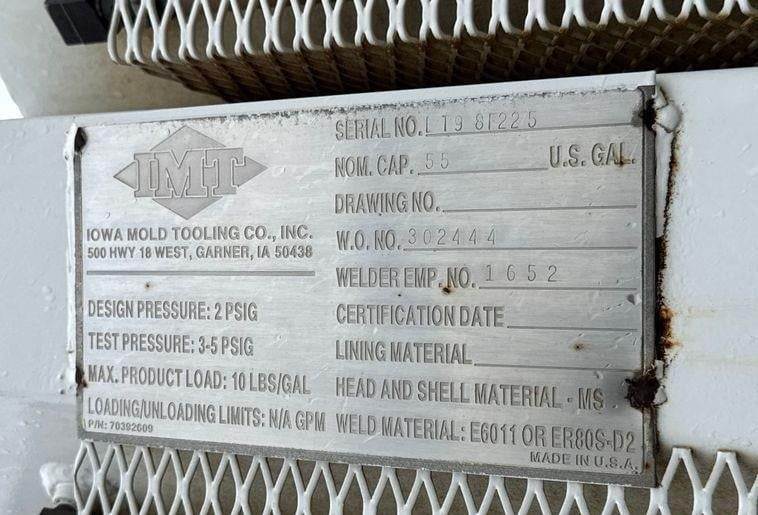 IMT
IOWA MOLD TOOLING CO., INC.
500 HWY 18 WEST, GARNER, IA 50438
DESIGN PRESSURE: 2 PSIG
TEST PRESSURE: 3-5 PSIG
MAX. PRODUCT LOAD: 10 LBS/GAL
LOADING/UNLOADING LIMITS: N/A GPM
P/N: 70392609
SERIAL NO. LT9 8F225
NOM. CAP. 55 U.S. GAL.
DRAWING NO.
W.O. NO. 302444
WELDER EMP. NO. 1652
CERTIFICATION DATE
LINING MATERIAL
HEAD AND SHELL MATERIAL - MS
WELD MATERIAL: E6011 OR ER80S-D2
MADE IN U.S.A.